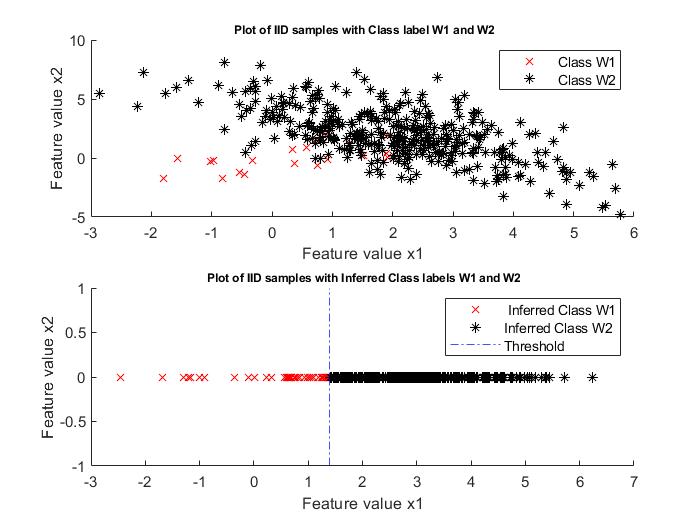 Plot of IID samples with Class label W1 and W2
10
5
0
-5
Feature value x2
Class W1
Class W2
-3 -2 -1 0 1 2 3 4 5 6
Feature value x1
Plot of IID samples with Inferred Class labels W1 and W2
1
0.5
0
-0.5
-1
Feature value x2
Inferred Class W1
Inferred Class W2
Threshold
-3 -2 -1 0 1 2 3 4 5 6 7
Feature value x1